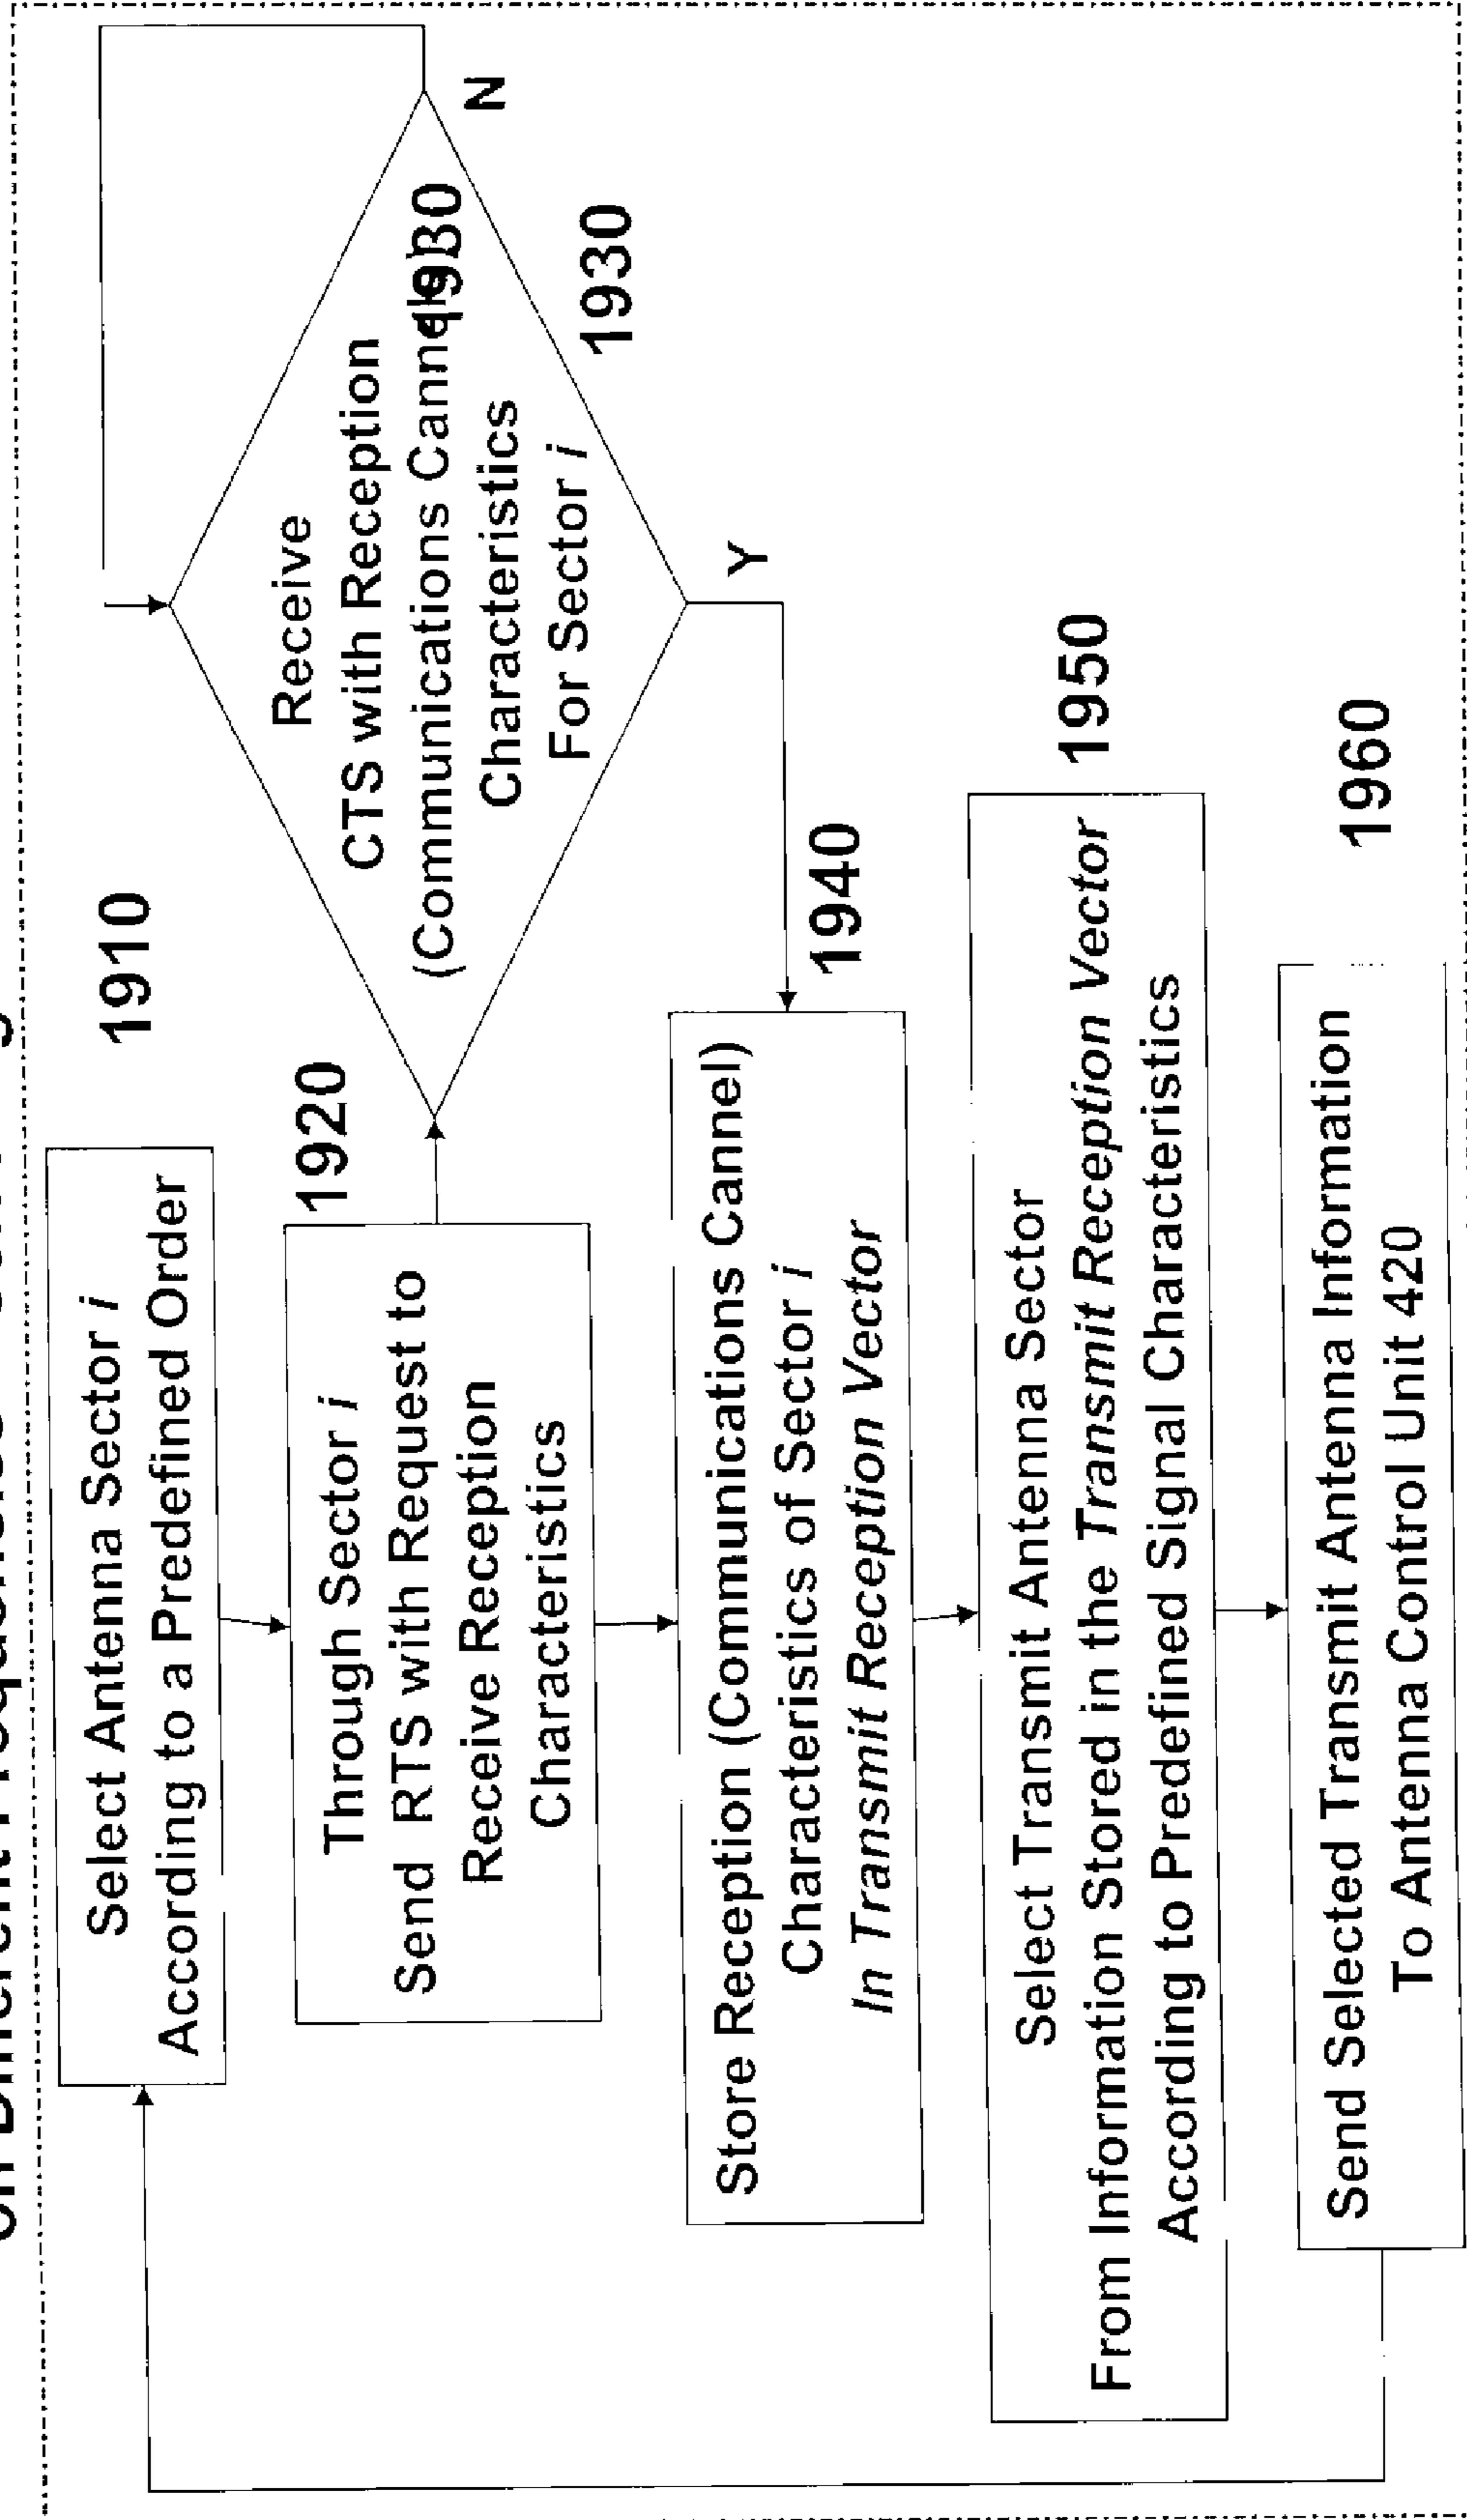 on Different Frequencies
1910
Select Antenna Sector i
According to a Predefined Order
1920
Through Sector i
Send RTS with Request to
Receive Reception
Characteristics
Receive
CTS with Reception
(Communications Cannel)
Characteristics
For Sector i
1930
1930
N
Y
1940
Store Reception (Communications Cannel)
Characteristics of Sector i
In Transmit Reception Vector
1950
Select Transmit Antenna Sector
From Information Stored in the Transmit Reception Vector
According to Predefined Signal Characteristics
1960
Send Selected Transmit Antenna Information
To Antenna Control Unit 420